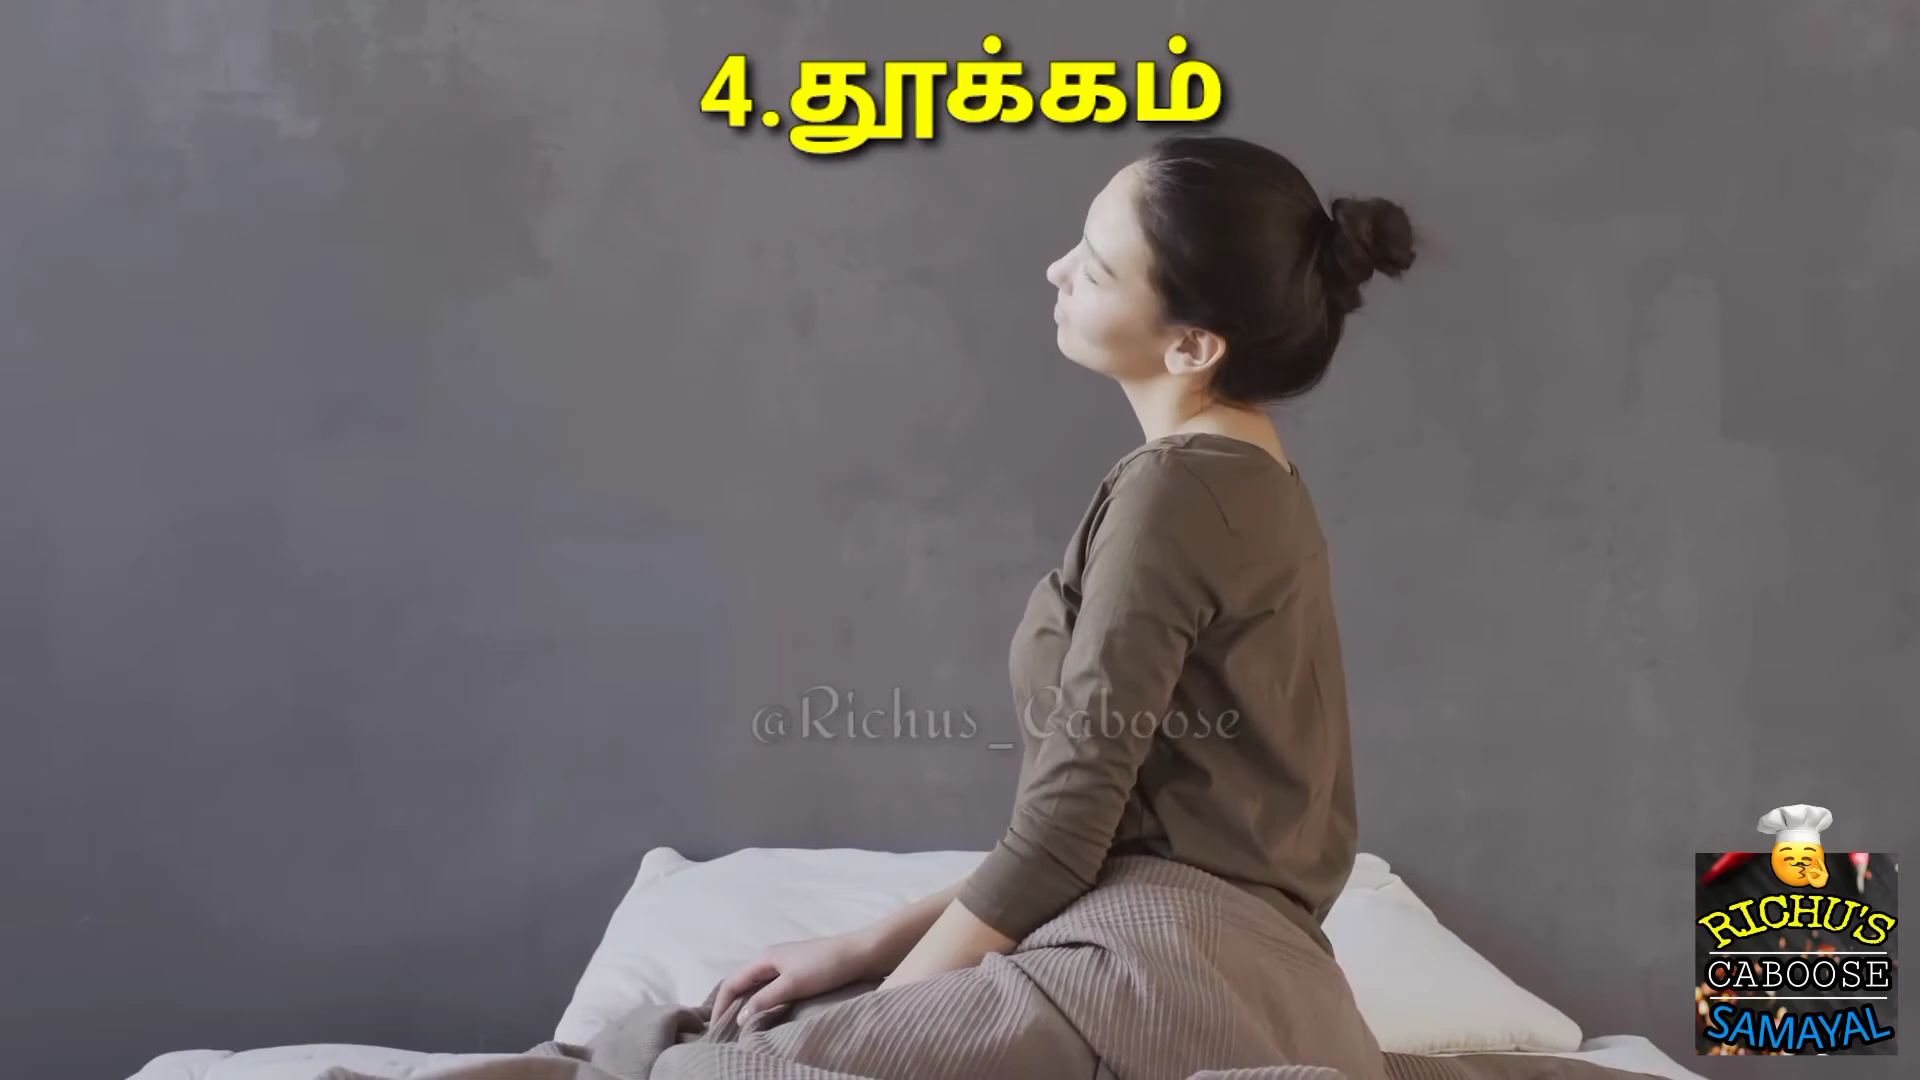 4.தூக்கம்
@Richus_Caboose
RICHU'S
CABOOSE
SAMAYAL